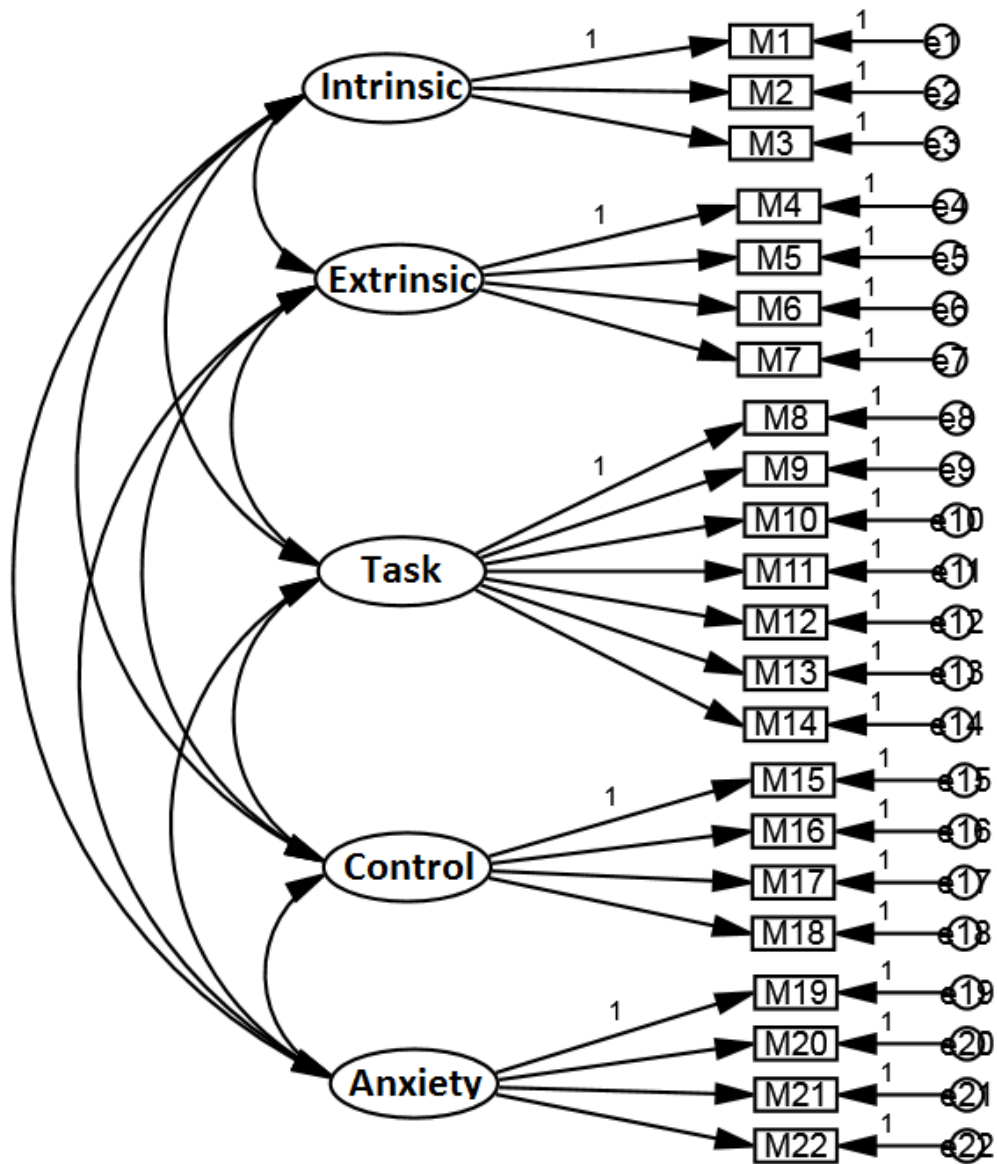 1
M1
1
e1
Intrinsic
M2
1
e2
M3
1
e3
1
M4
1
e4
Extrinsic
M5
1
e5
M6
1
e6
M7
1
e7
1
M8
1
e8
M9
1
e9
M10
1
e10
Task
M11
1
e11
M12
1
e12
M13
1
e13
M14
1
e14
1
M15
1
e15
M16
1
e16
Control
M17
1
e17
M18
1
e18
1
M19
1
e19
M20
1
e20
Anxiety
M21
1
e21
M22
1
e22